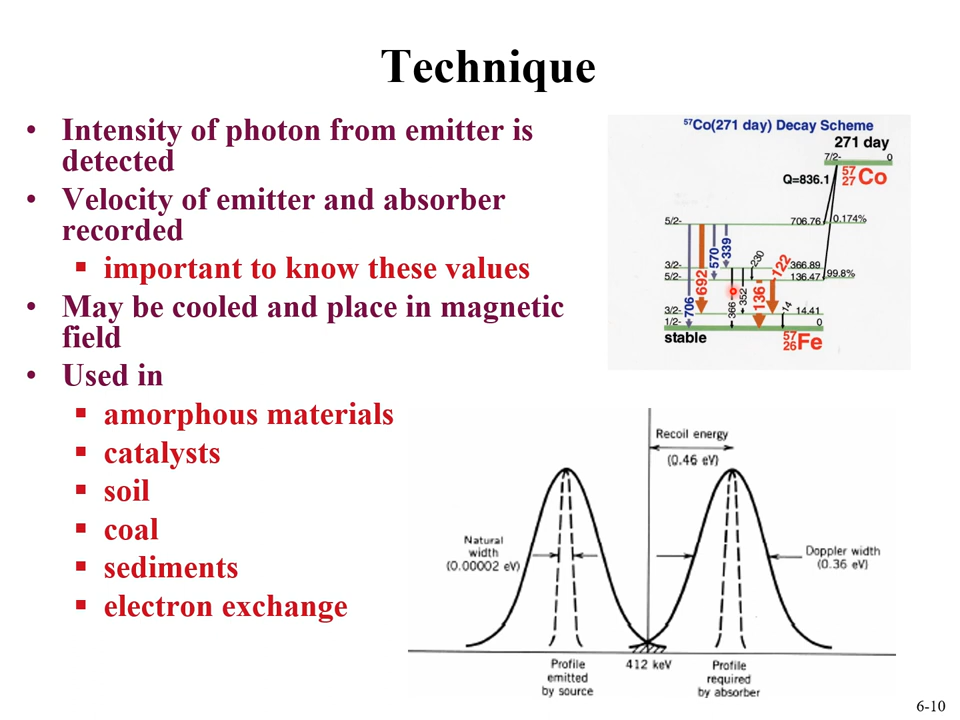 Technique
• Intensity of photon from emitter is
detected
• Velocity of emitter and absorber
recorded
▪ important to know these values
• May be cooled and place in magnetic
field
• Used in
▪ amorphous materials
▪ catalysts
▪ soil
▪ coal
▪ sediments
▪ electron exchange
⁵⁷Co(271 day) Decay Scheme
271 day
7/2- 0
Q=836.1
57
27 Co
5/2- 706.76 0.174%
339
570
230
122
3/2- 366.89
5/2- 136.47 99.8%
692
706
366
352
136
14
3/2- 14.41
1/2- 0
stable
57
26 Fe
Recoil energy
(0.46 eV)
Natural
width
(0.00002 eV)
Doppler width
(0.36 eV)
Profile
emitted
by source
412 keV
Profile
required
by absorber
6-10